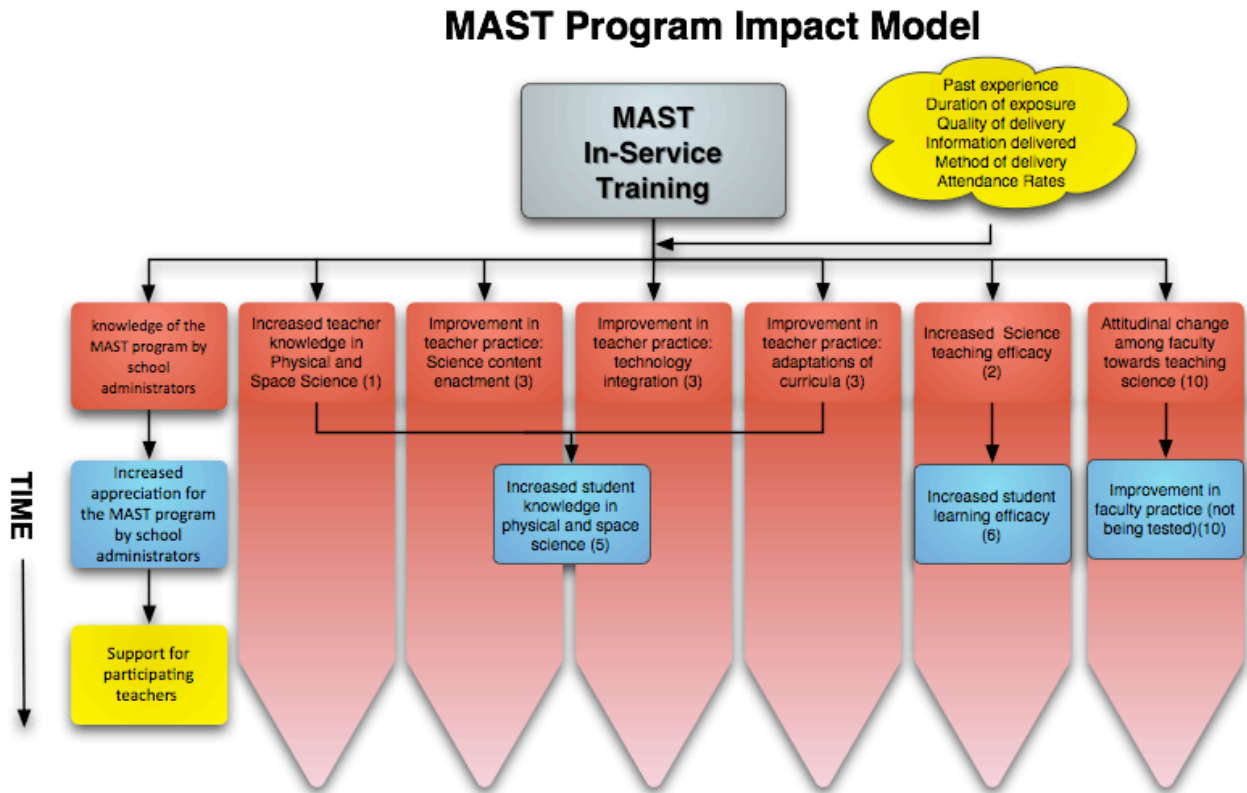 MAST Program Impact Model
MAST
In-Service
Training
Past experience
Duration of exposure
Quality of delivery
Information delivered
Method of delivery
Attendance Rates
knowledge of the
MAST program by
school
administrators
Increased teacher
knowledge in
Physical and
Space Science (1)
Improvement in
teacher practice:
Science content
enactment (3)
Improvement in
teacher practice:
technology
integration (3)
Improvement in
teacher practice:
adaptations of
curricula (3)
Increased Science
teaching efficacy
(2)
Attitudinal change
among faculty
towards teaching
science (10)
TIME
Increased
appreciation for
the MAST program
by school
administrators
Increased student
knowledge in
physical and space
science (5)
Increased student
learning efficacy
(6)
Improvement in
faculty practice (not
being tested)(10)
Support for
participating
teachers